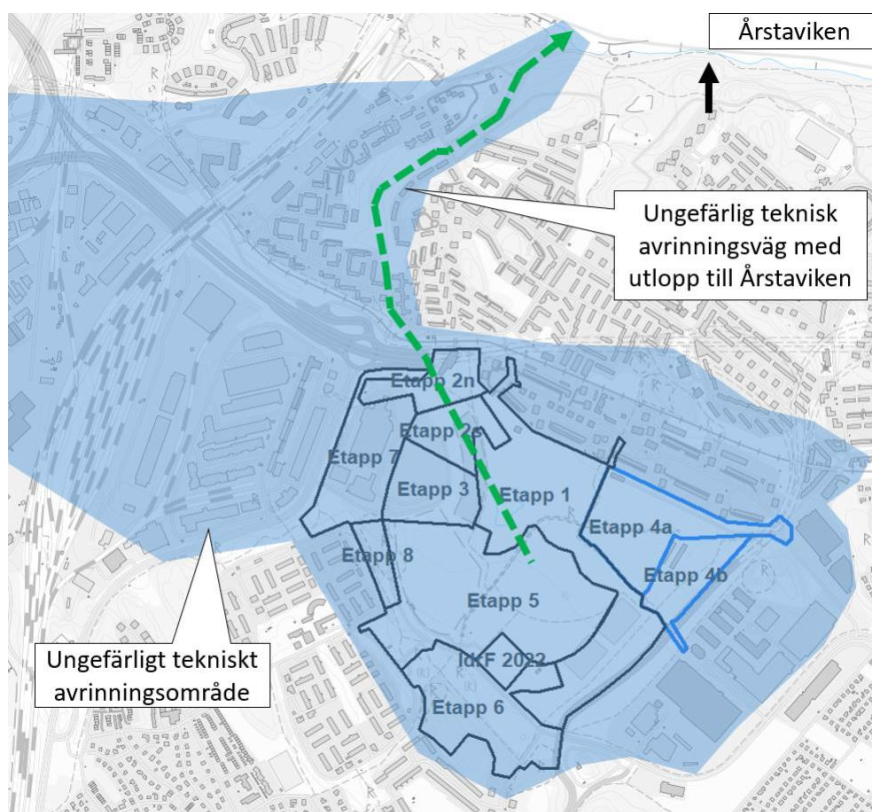 Årstaviken
Ungefärlig teknisk
avrinningsväg med
utlopp till Årstaviken
Etapp 2n
Etapp 2s
Etapp 7
Etapp 3
Etapp 1
Etapp 4a
Etapp 8
Etapp 4b
Etapp 5
IdrF 2022
Ungefärligt tekniskt
avrinningsområde
Etapp 6